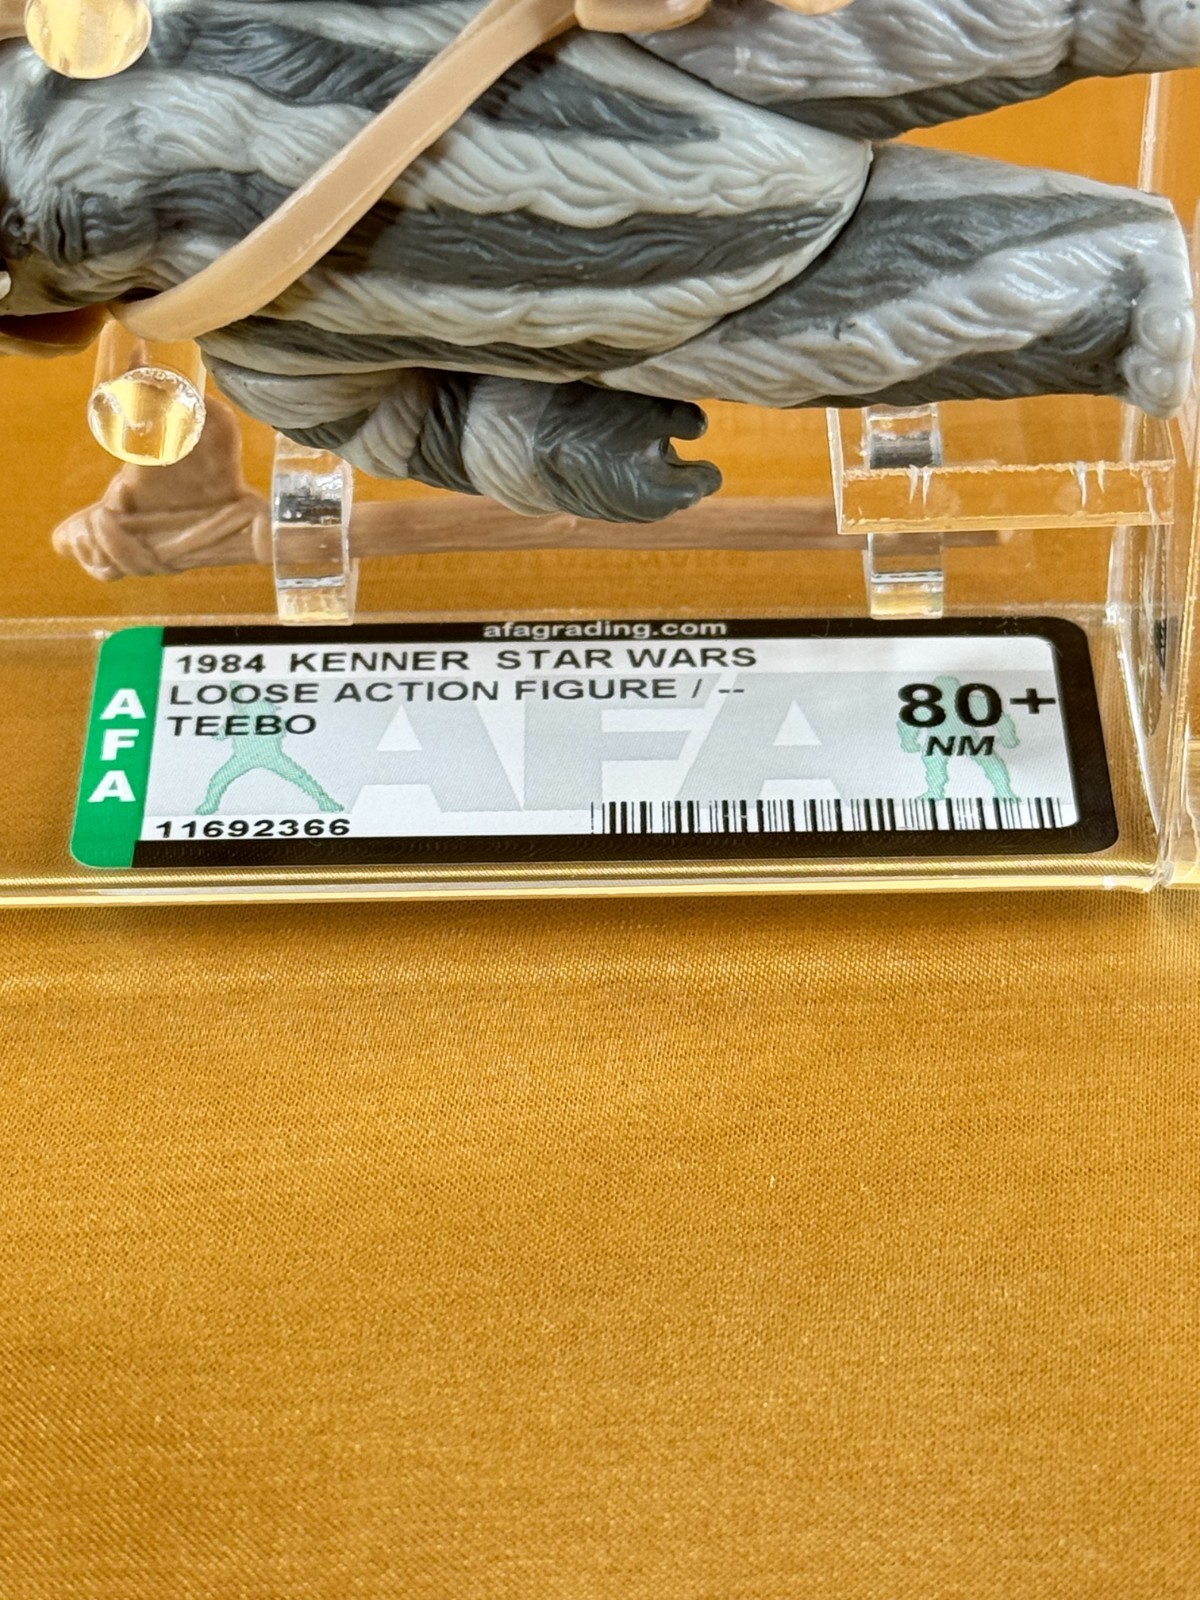 afagrading.com
1984 KENNER STAR WARS
LOOSE ACTION FIGURE / --
TEEBO
80+
NM
AFA
AFA
11692366